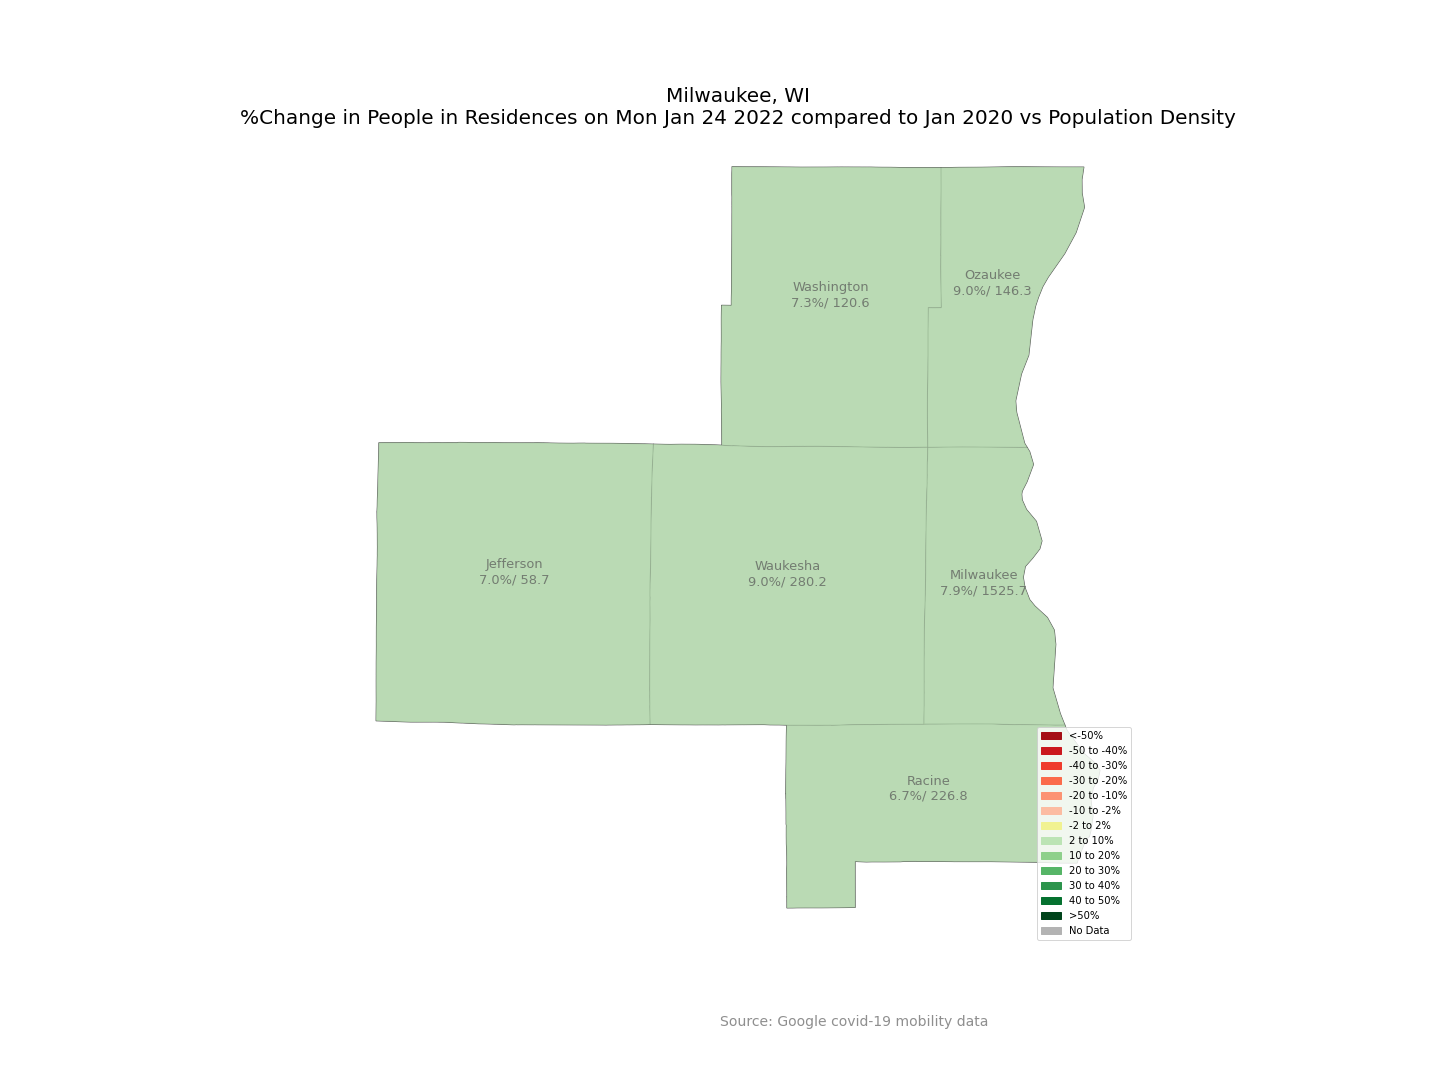 Milwaukee, WI
%Change in People in Residences on Mon Jan 24 2022 compared to Jan 2020 vs Population Density
Washington
7.3%/ 120.6
Ozaukee
9.0%/ 146.3
Jefferson
7.0%/ 58.7
Waukesha
9.0%/ 280.2
Milwaukee
7.9%/ 1525.7
Racine
6.7%/ 226.8
<-50%
-50 to -40%
-40 to -30%
-30 to -20%
-20 to -10%
-10 to -2%
-2 to 2%
2 to 10%
10 to 20%
20 to 30%
30 to 40%
40 to 50%
>50%
No Data
Source: Google covid-19 mobility data